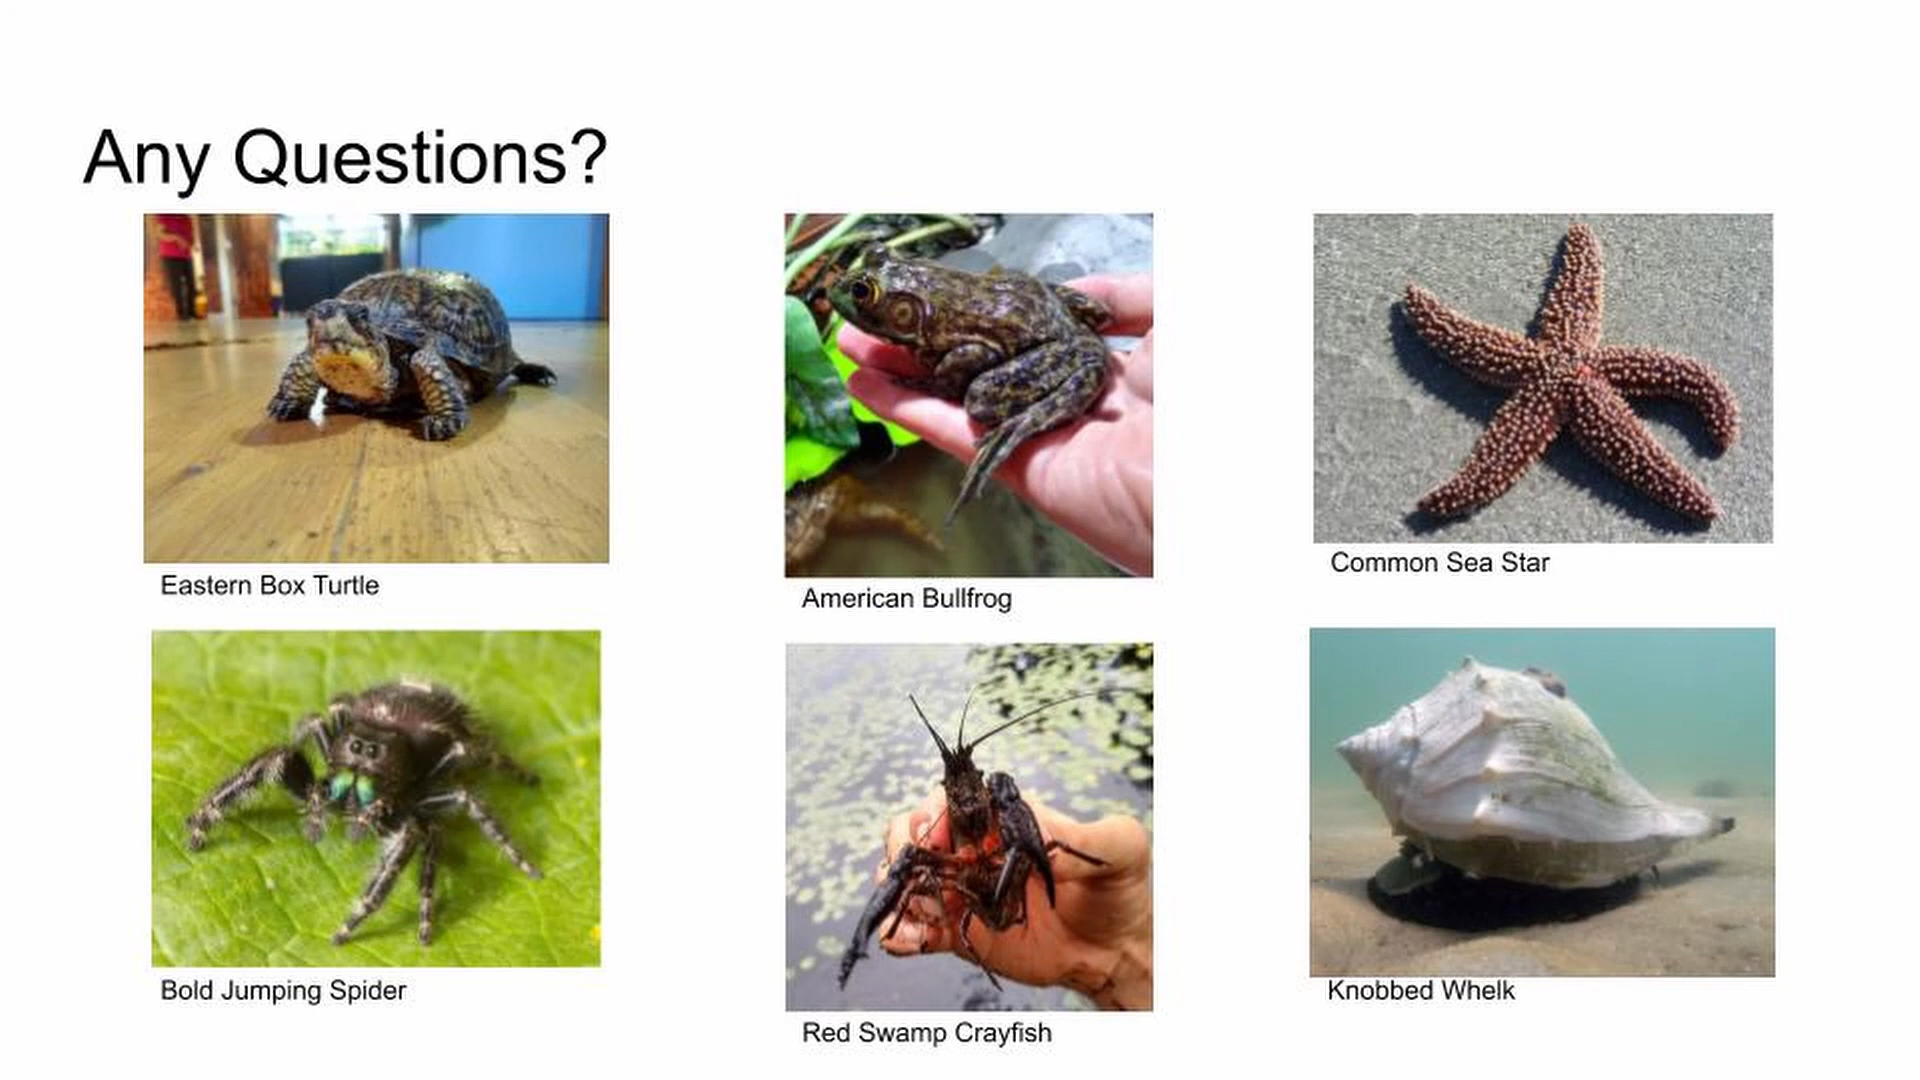 Any Questions?
Eastern Box Turtle
American Bullfrog
Common Sea Star
Bold Jumping Spider
Red Swamp Crayfish
Knobbed Whelk